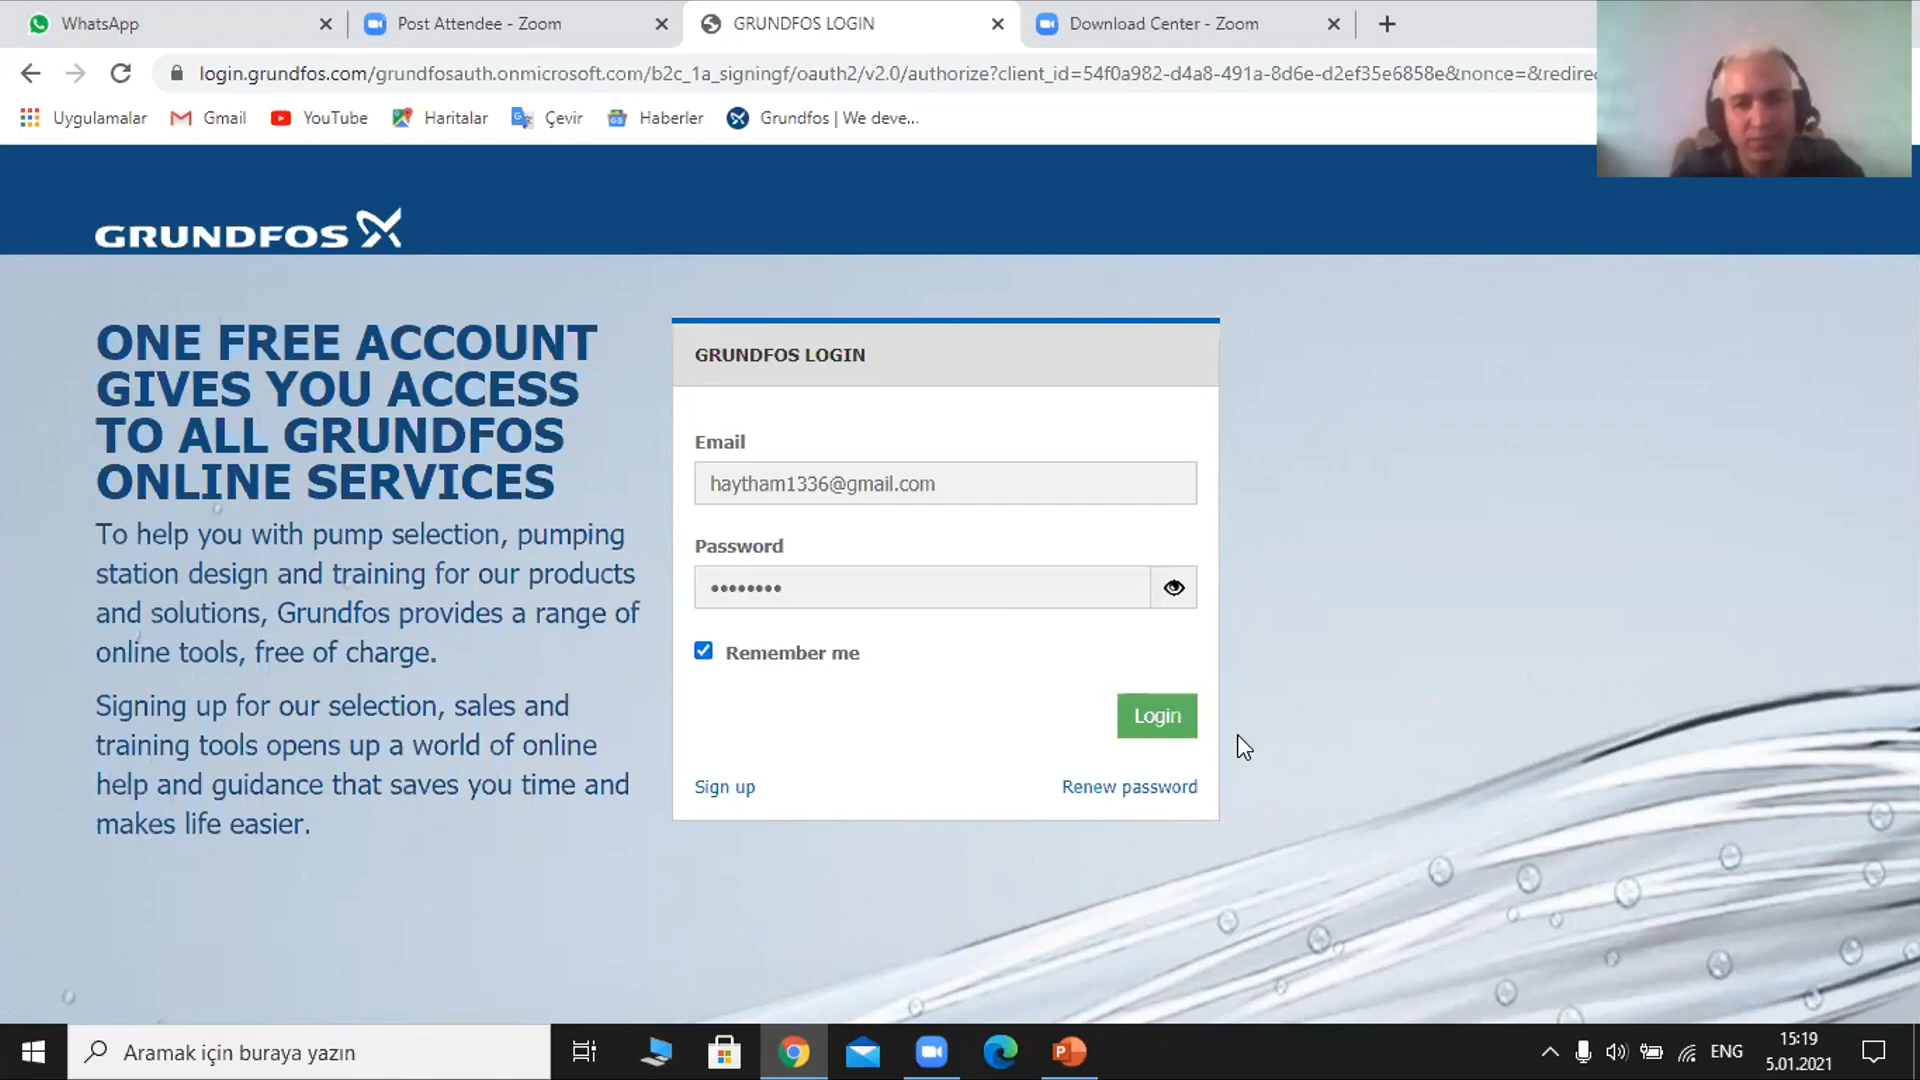 WhatsApp
Post Attendee - Zoom
GRUNDFOS LOGIN
Download Center - Zoom
login.grundfos.com/grundfosauth.onmicrosoft.com/b2c_1a_signingf/oauth2/v2.0/authorize?client_id=54f0a982-d4a8-491a-8d6e-d2ef35e6858e&nonce=&redirec
Uygulamalar
Gmail
YouTube
Haritalar
Çevir
Haberler
Grundfos | We deve...
GRUNDFOS
ONE FREE ACCOUNT
GIVES YOU ACCESS
TO ALL GRUNDFOS
ONLINE SERVICES
To help you with pump selection, pumping
station design and training for our products
and solutions, Grundfos provides a range of
online tools, free of charge.
Signing up for our selection, sales and
training tools opens up a world of online
help and guidance that saves you time and
makes life easier.
GRUNDFOS LOGIN
Email
haytham1336@gmail.com
Password
••••••••
Remember me
Login
Sign up
Renew password
Aramak için buraya yazın
ENG
15:19
5.01.2021